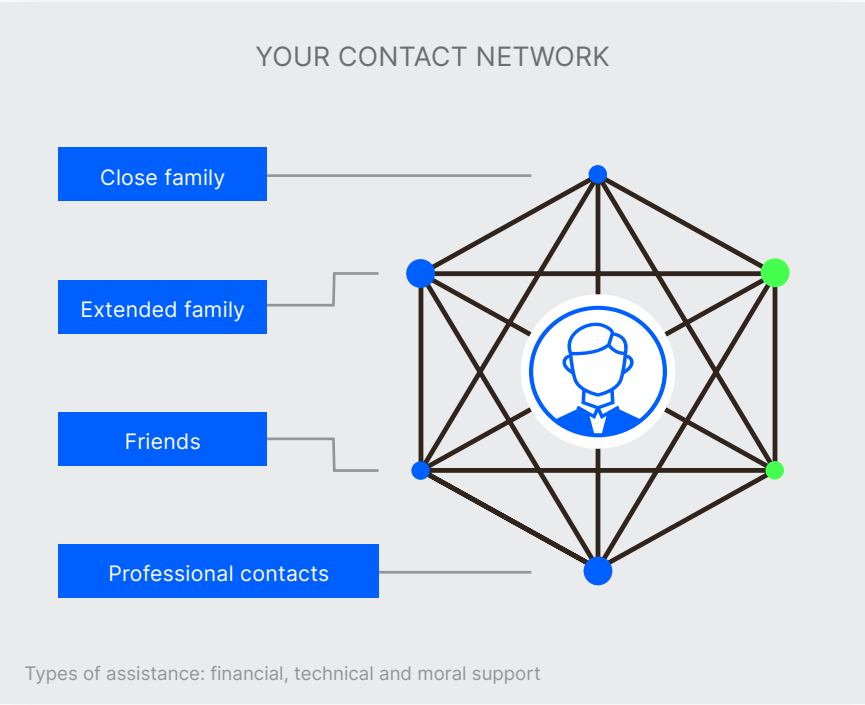 YOUR CONTACT NETWORK
Close family
Extended family
Friends
Professional contacts
Types of assistance: financial, technical and moral support